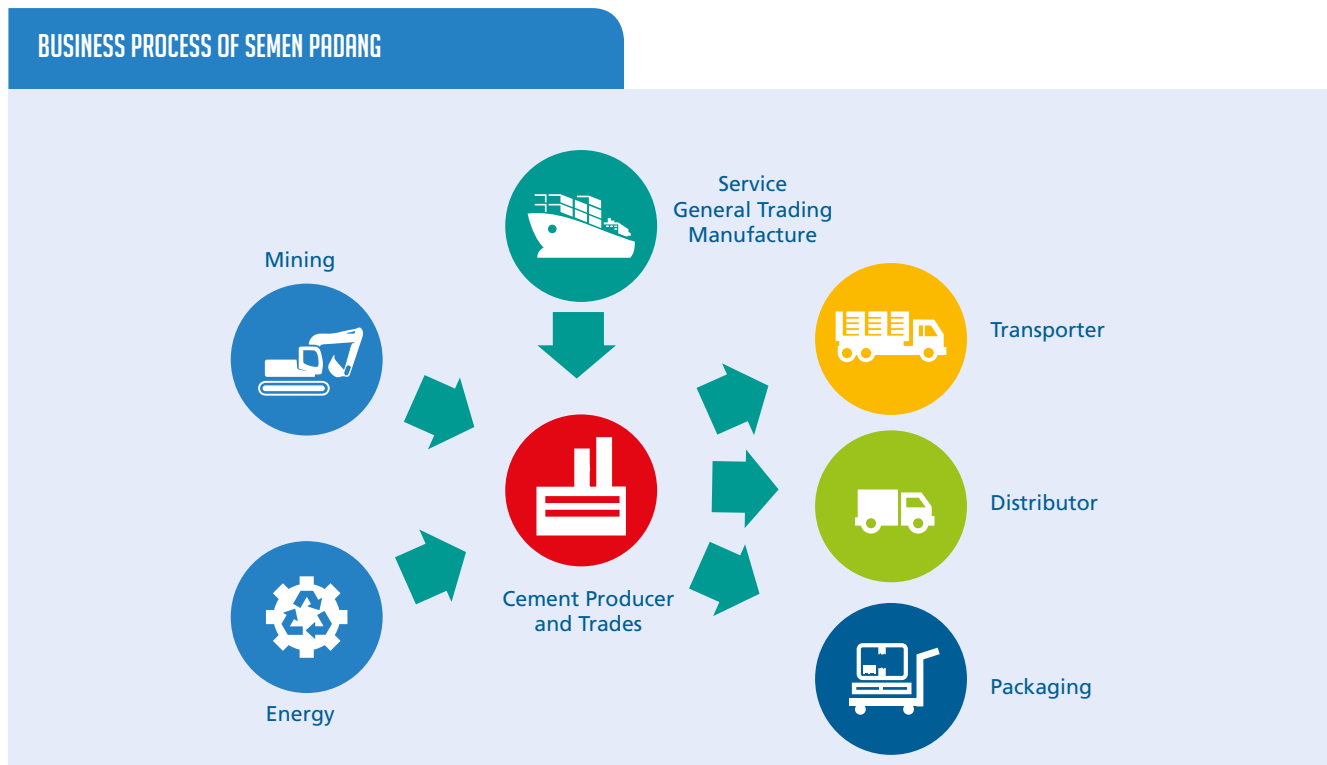 BUSINESS PROCESS OF SEMEN PADANG
Service
General Trading
Manufacture
Mining
Transporter
Distributor
Cement Producer
and Trades
Packaging
Energy